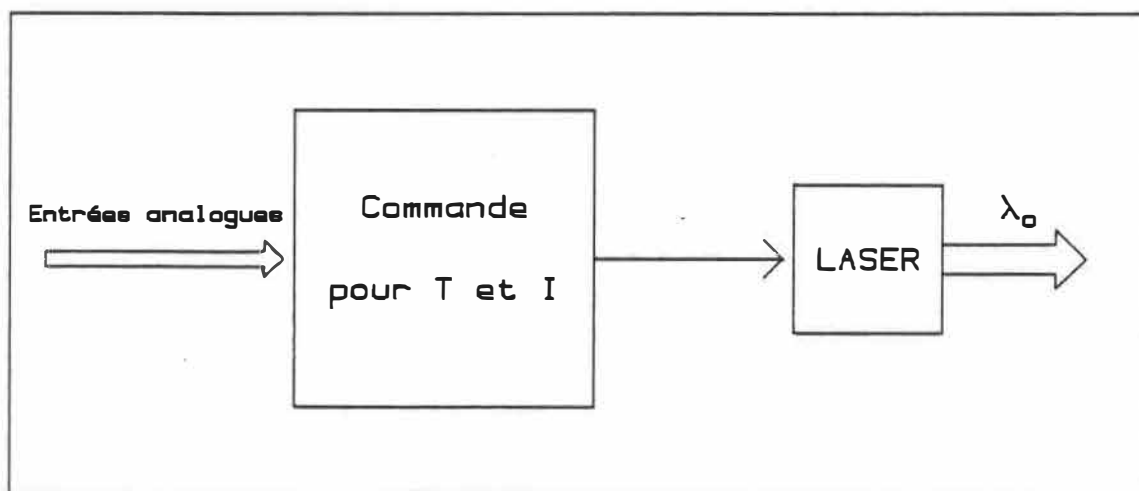 Entrées analogues
Commande
pour T et I
LASER
λo